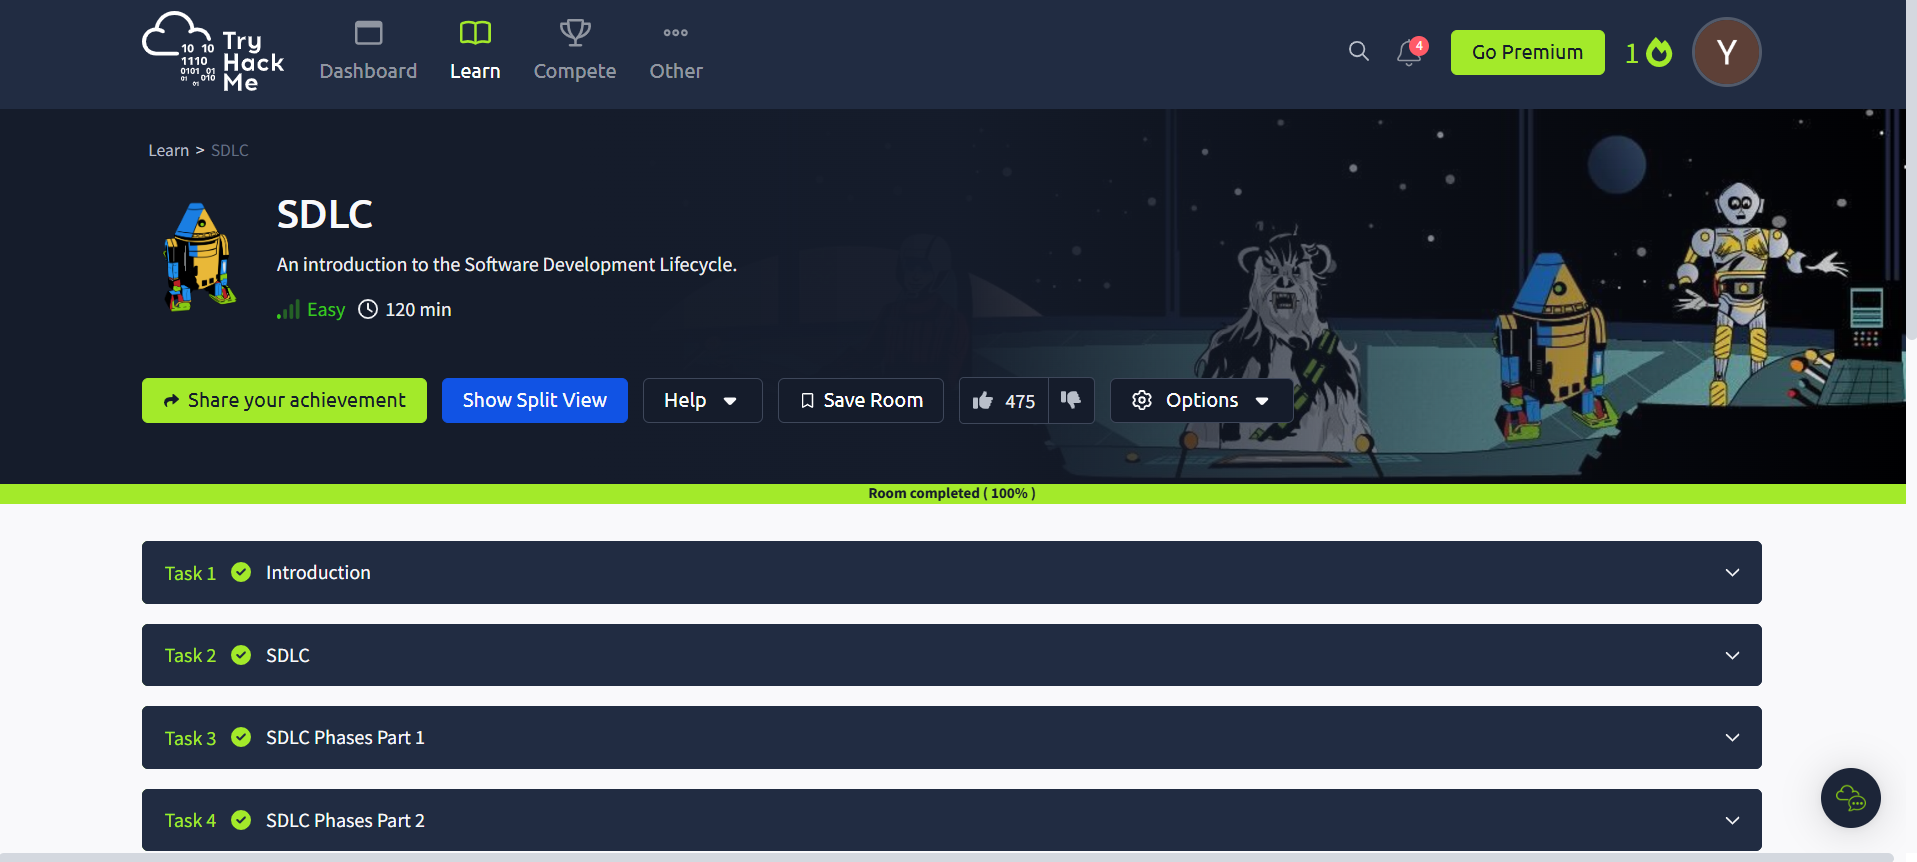 10 10
1110
0101 01
01 010
01
Try
Hack
Me
Dashboard
Learn
Compete
Other
4
Go Premium
1
Y
Learn > SDLC
SDLC
An introduction to the Software Development Lifecycle.
Easy 120 min
Share your achievement
Show Split View
Help
Save Room
475
Options
Room completed ( 100% )
Task 1 Introduction
Task 2 SDLC
Task 3 SDLC Phases Part 1
Task 4 SDLC Phases Part 2